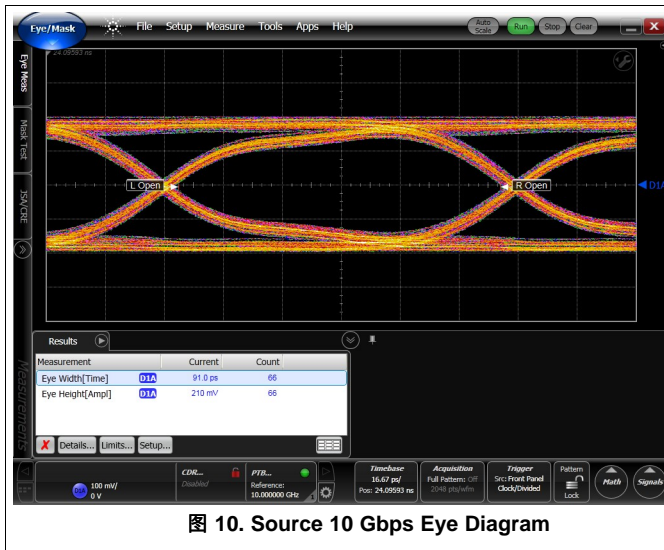 Eye/Mask File Setup Measure Tools Apps Help Auto Scale Run Stop Clear
24.09593 ns
Eye Meas
Mask Test
JSA/CRE
L Open
R Open
D1A
Results
Measurements
Measurement Current Count
Eye Width[Time] D1A 91.0 ps 66
Eye Height[Ampl] D1A 210 mV 66
Details... Limits... Setup...
D1A 100 mV/
0 V
CDR...
Disabled
PTB...
Reference:
10.000000 GHz
1
Timebase
16.67 ps/
Pos: 24.09593 ns
Acquisition
Full Pattern: Off
2048 pts/wfm
Trigger
Src: Front Panel
Clock/Divided
Pattern
Lock
Math
Signals
图 10. Source 10 Gbps Eye Diagram